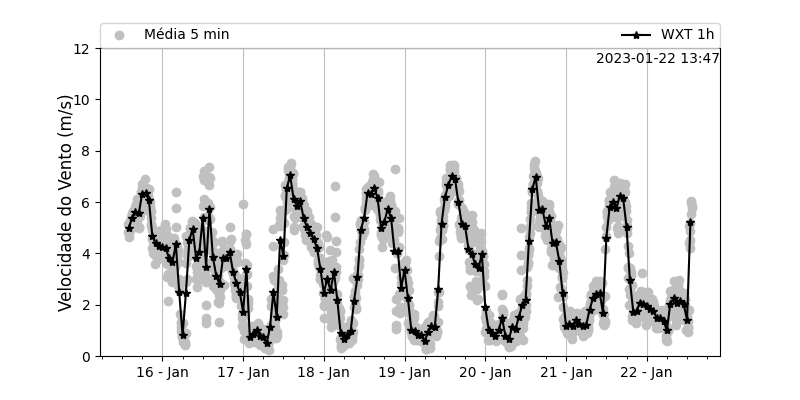 Média 5 min
WXT 1h
2023-01-22 13:47
Velocidade do Vento (m/s)
12
10
8
6
4
2
0
16 - Jan
17 - Jan
18 - Jan
19 - Jan
20 - Jan
21 - Jan
22 - Jan